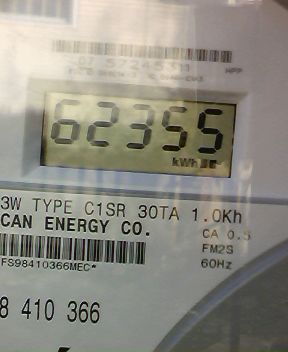 62355
kWh
3W TYPE C1SR 30TA 1.0Kh
CAN ENERGY CO.
CA 0.5
FM2S
FS98410366MEC*
60Hz
8 410 366